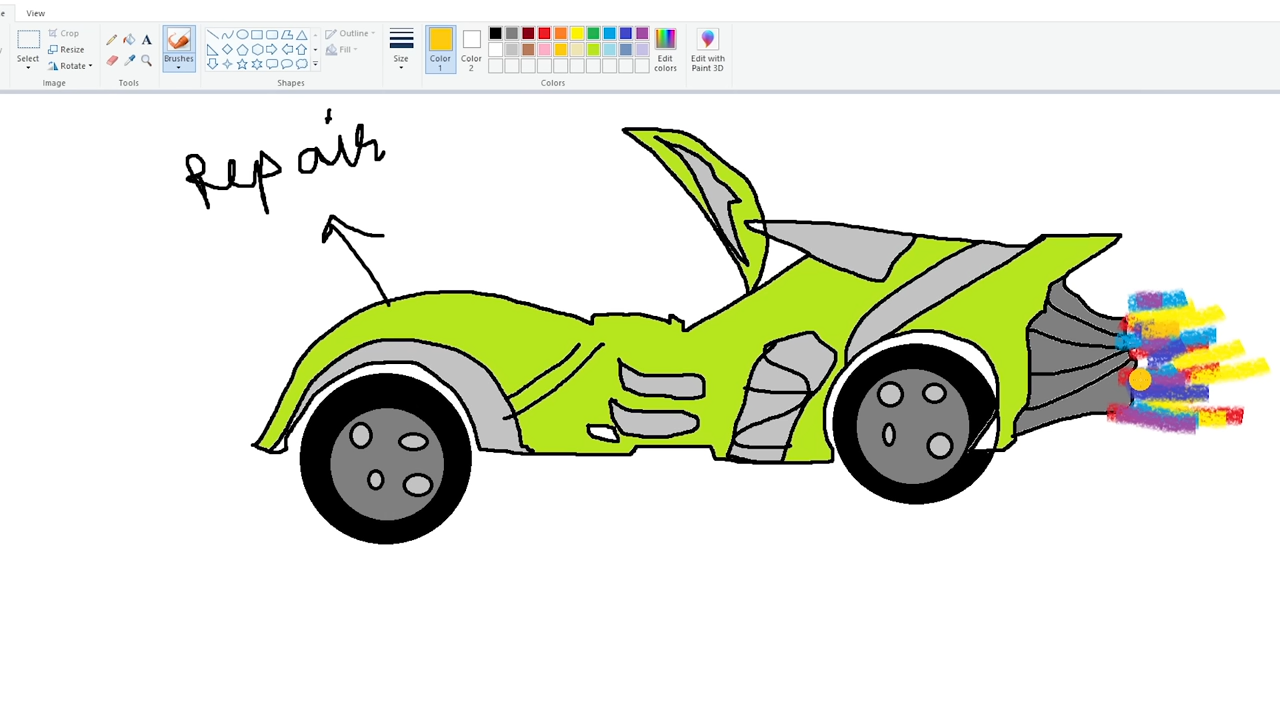 e View
Crop
Select
Resize
Rotate
Image
A
Tools
Brushes
Outline
Fill
Shapes
Size
Color 1
Color 2
Edit colors
Colors
Edit with Paint 3D
Repair